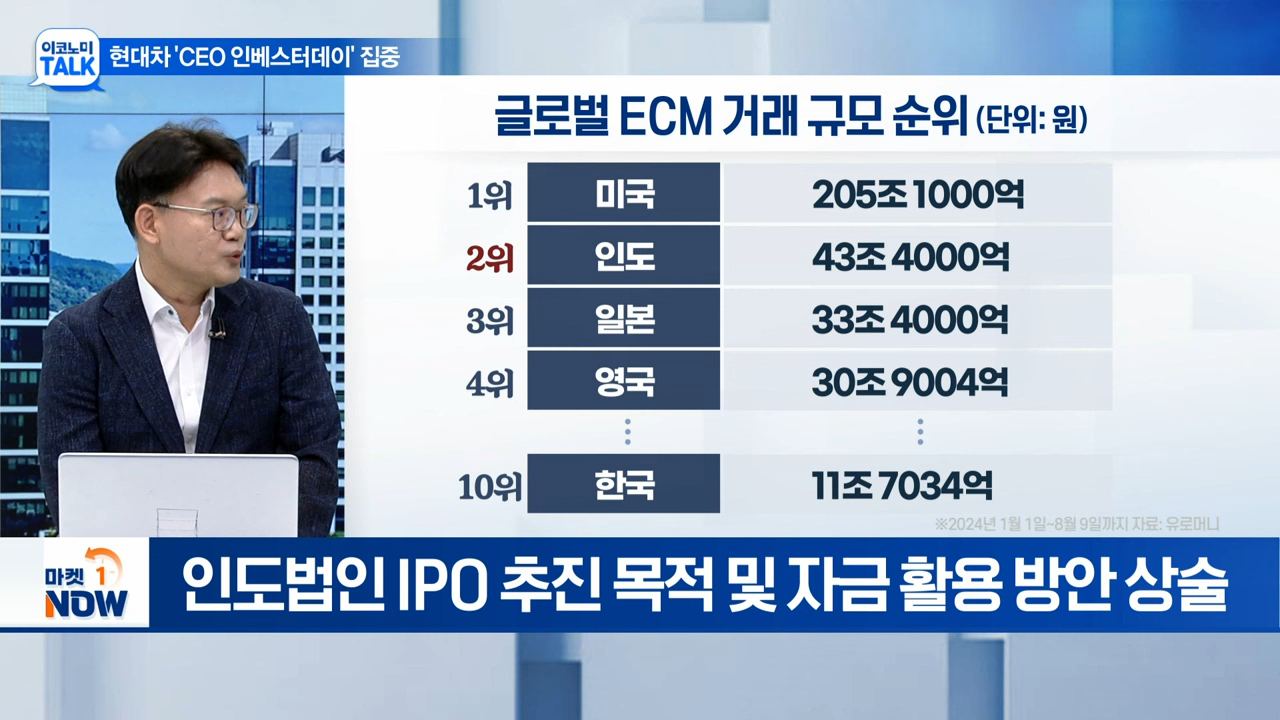 이코노미
TALK
현대차 'CEO 인베스터데이' 집중
글로벌 ECM 거래 규모 순위 (단위: 원)
1위 미국 205조 1000억
2위 인도 43조 4000억
3위 일본 33조 4000억
4위 영국 30조 9004억
10위 한국 11조 7034억
※2024년 1월 1일~8월 9일까지 자료: 유로머니
마켓 1
NOW
인도법인 IPO 추진 목적 및 자금 활용 방안 상술